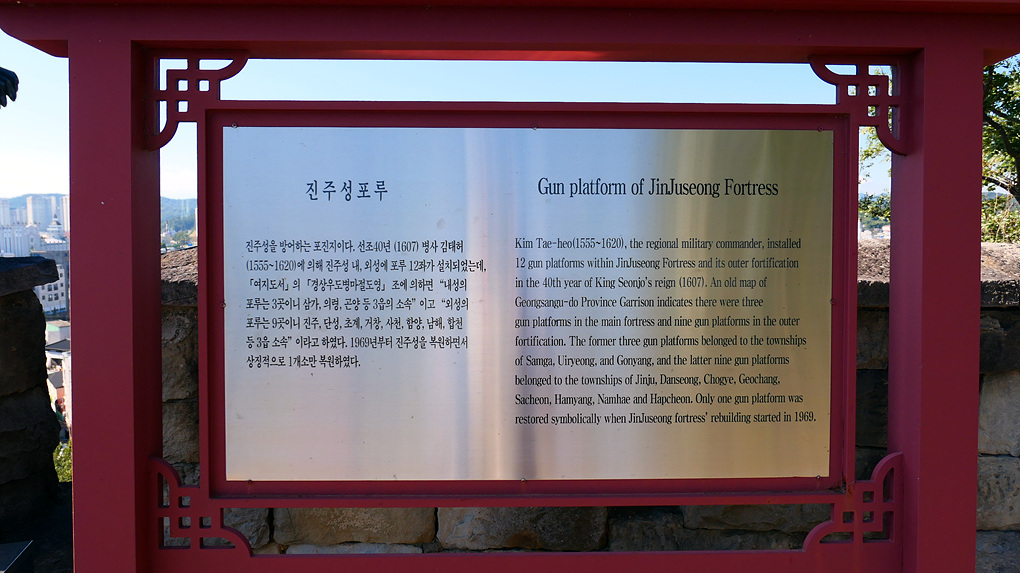 진주성포루
진주성을 방어하는 포진지이다. 선조40년 (1607) 병사 김태허
(1555~1620)에 의해 진주성 내, 외성에 포루 12좌가 설치되었는데,
「여지도서」의 「경상우도병마절도영」 조에 의하면 “내성의
포루는 3곳이니 삼가, 의령, 곤양 등 3읍의 소속” 이고 “외성의
포루는 9곳이니 진주, 단성, 초계, 거창, 사천, 함양, 남해, 합천
등 3읍 소속” 이라고 하였다. 1969년부터 진주성을 복원하면서
상징적으로 1개소만 복원하였다.
Gun platform of JinJuseong Fortress
Kim Tae-heo(1555~1620), the regional military commander, installed
12 gun platforms within JinJuseong Fortress and its outer fortification
in the 40th year of King Seonjo's reign (1607). An old map of
Geongsangu-do Province Garrison indicates there were three
gun platforms in the main fortress and nine gun platforms in the outer
fortification. The former three gun platforms belonged to the townships
of Samga, Uiryeong, and Gonyang, and the latter nine gun platforms
belonged to the townships of Jinju, Danseong, Chogye, Geochang,
Sacheon, Hamyang, Namhae and Hapcheon. Only one gun platform was
restored symbolically when JinJuseong fortress' rebuilding started in 1969.